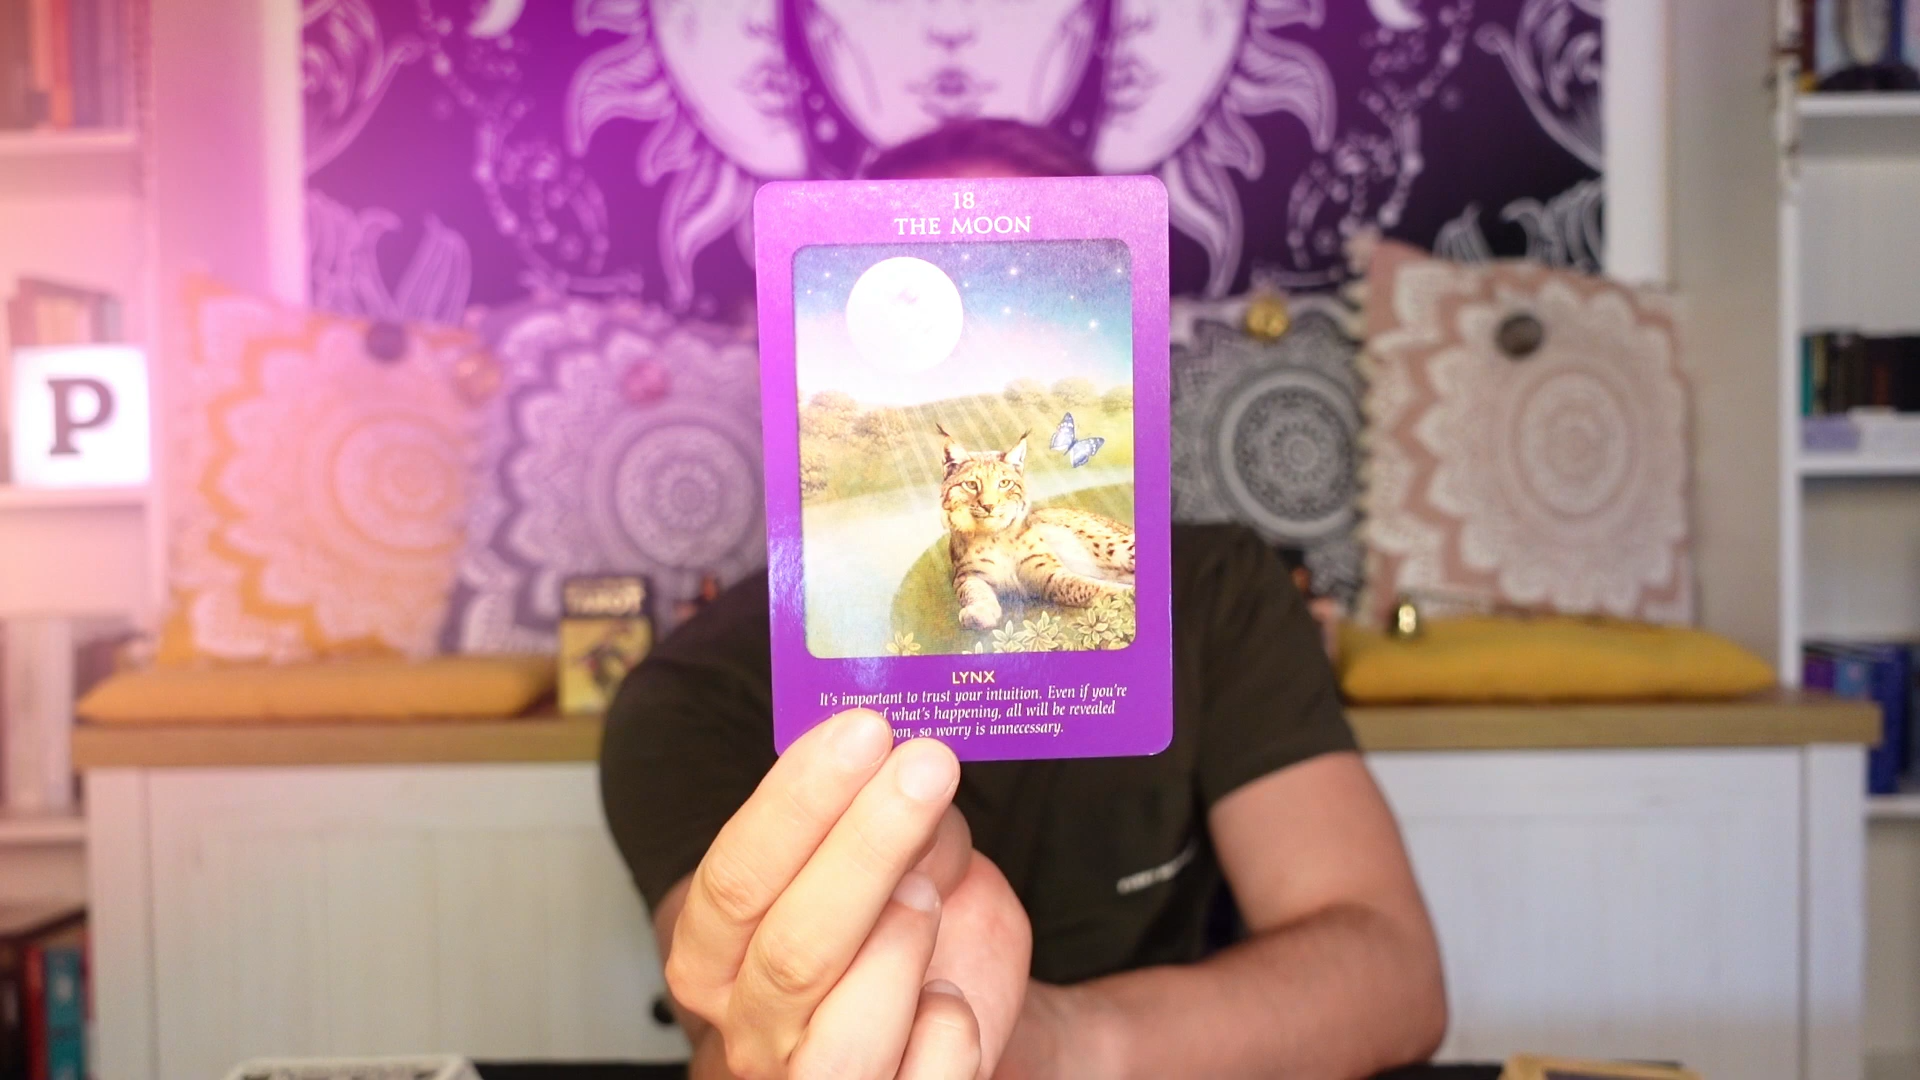 18
THE MOON
LYNX
It's important to trust your intuition. Even if you're
what's happening, all will be revealed
so worry is unnecessary.
P
TAROT